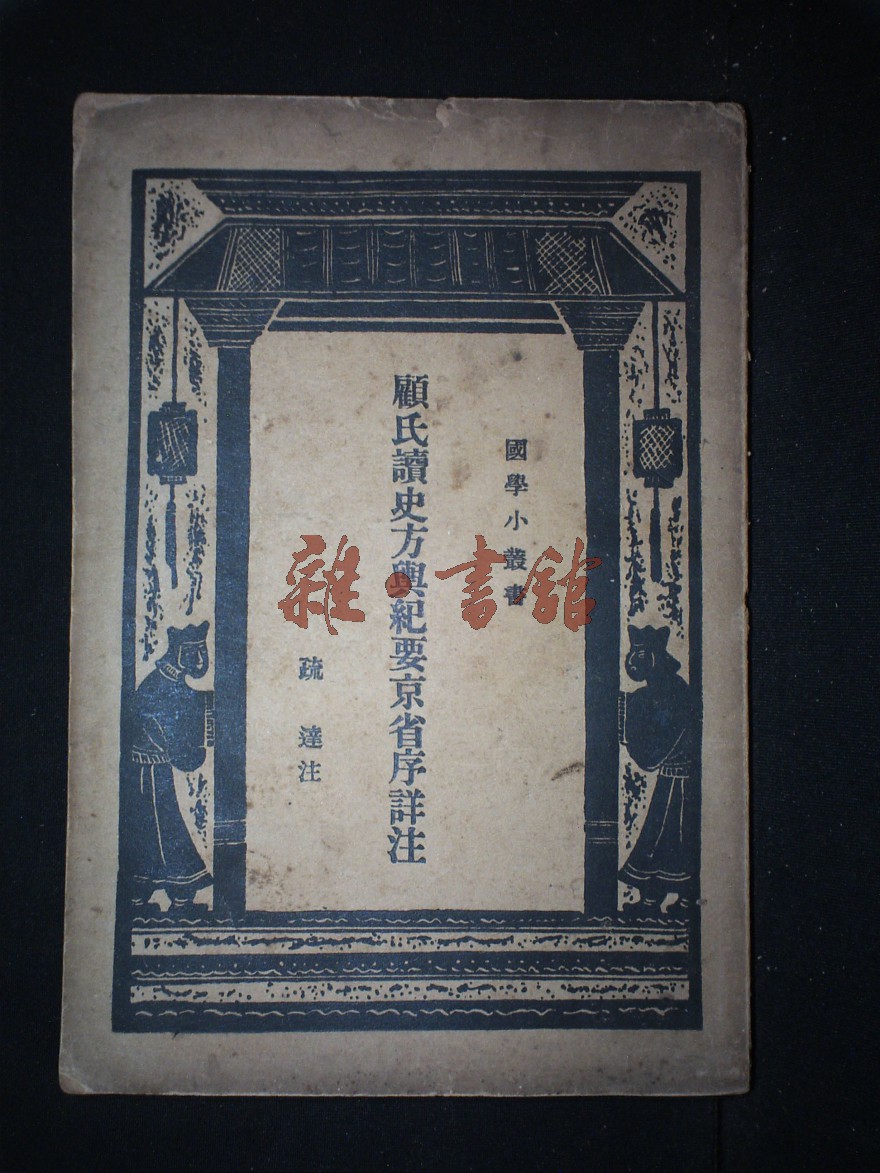 國學小叢書
顧氏讀史方輿紀要京省序詳注
疏達注
雜·書館